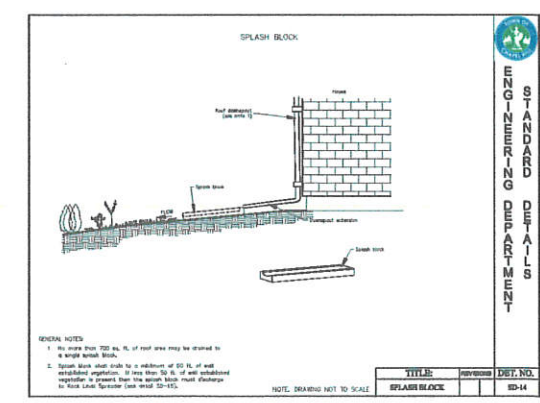 SPLASH BLOCK
TOWN OF
CHAPEL HILL
STANDARD DETAILS
ENGINEERING DEPARTMENT
House
Roof downspout
(see note 1)
Splash block
FLOW
Downspout extension
Splash block
GENERAL NOTES:
1. No more than 700 sq. ft. of roof area may be drained to
a single splash block.
2. Splash block shall drain to a minimum of 50 ft. of well
established vegetation. If less than 50 ft. of well established
vegetation is present then the splash block must discharge
to Rock Level Spreader (see detail SD-15).
NOTE: DRAWING NOT TO SCALE
TITLE:
REVISIONS
DET. NO.
SPLASH BLOCK
SD-14